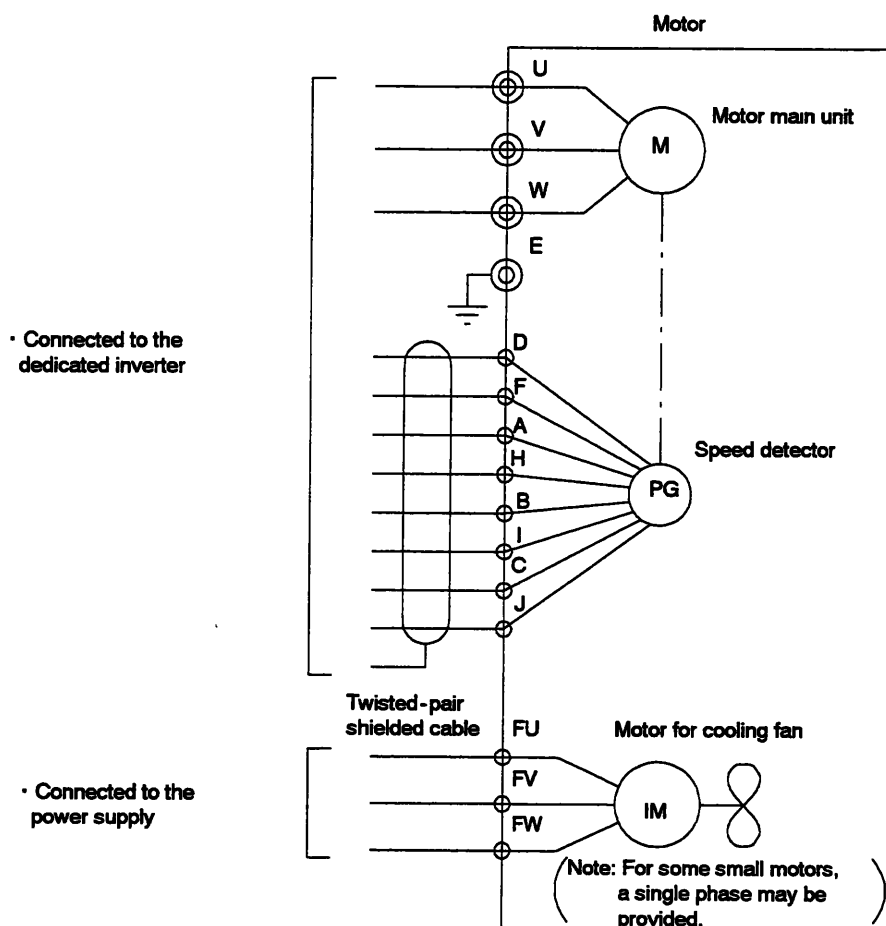 Motor
U
Motor main unit
V
M
W
E
· Connected to the
dedicated inverter
D
F
A
Speed detector
H
PG
B
I
C
J
Twisted-pair
shielded cable
FU
Motor for cooling fan
FV
· Connected to the
power supply
IM
FW
(Note: For some small motors,
a single phase may be
provided.)